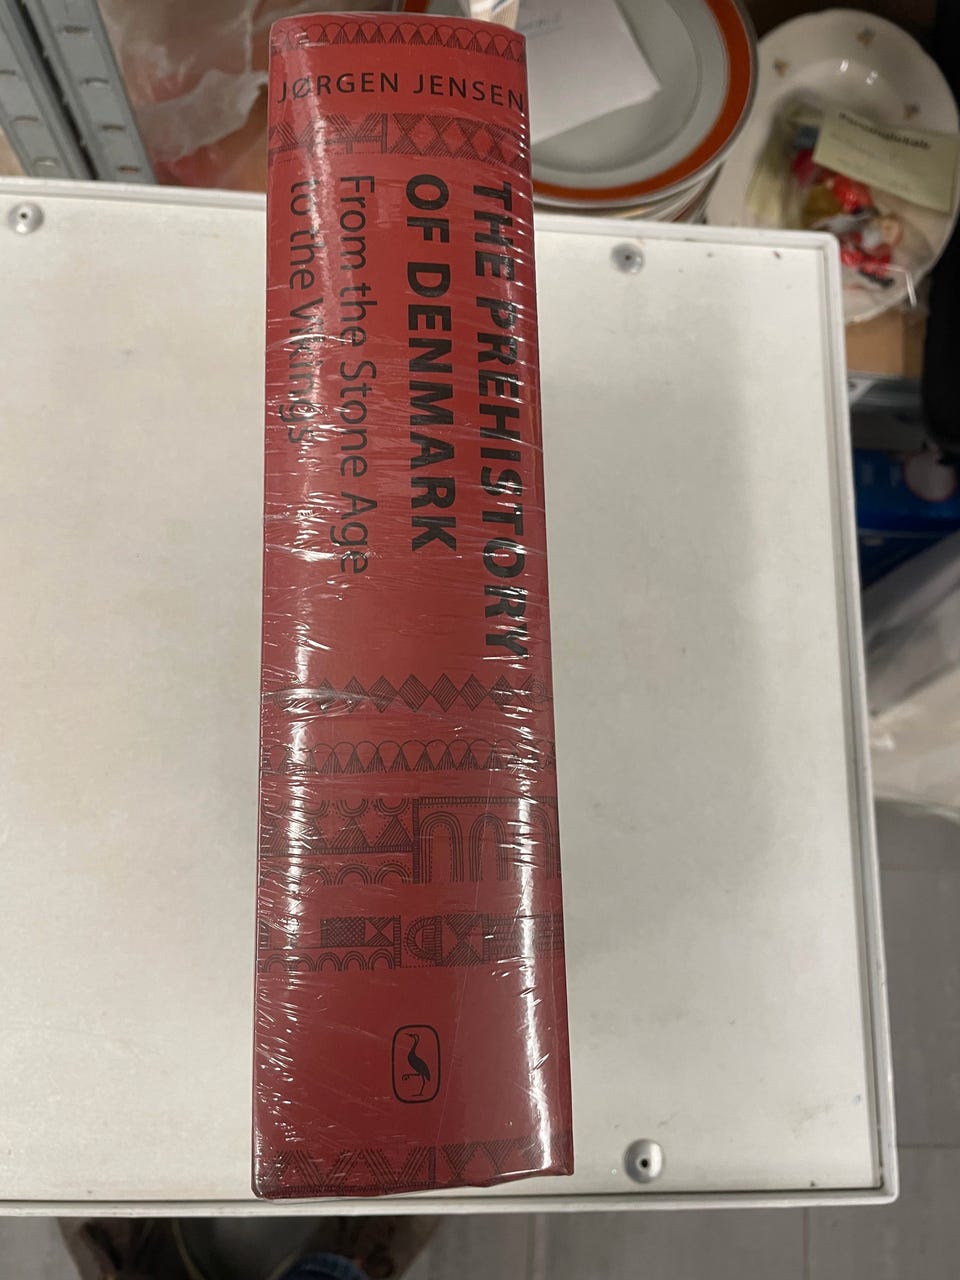 JØRGEN JENSEN
THE PREHISTORY
OF DENMARK
From the Stone Age
to the Vikings